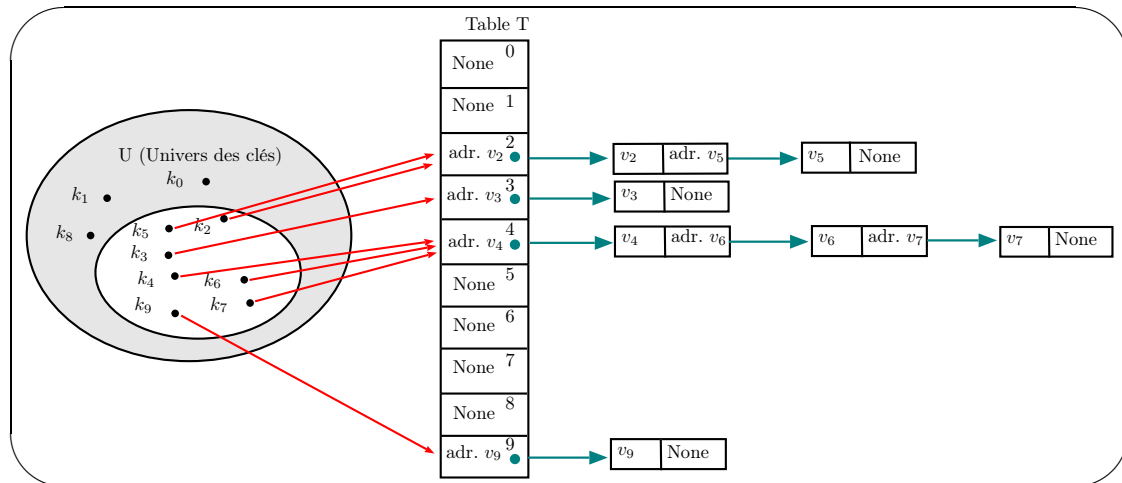 Table T
None 0
None 1
U (Univers des clés)
adr. v2 2
v2 adr. v5
v5 None
k0
k1
adr. v3 3
v3 None
k8
k5
k2
adr. v4 4
v4 adr. v6
v6 adr. v7
v7 None
k3
k4
k6
None 5
k9
k7
None 6
None 7
None 8
adr. v9 9
v9 None